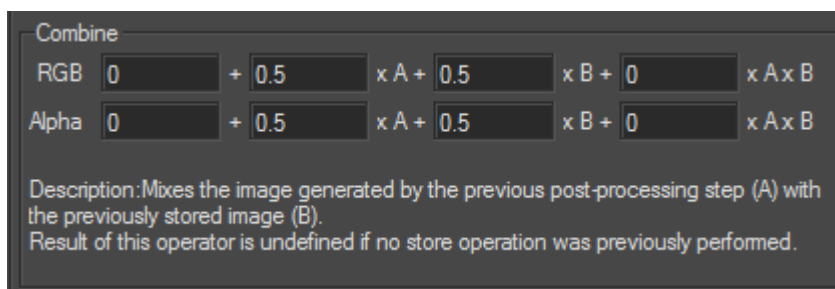 Combine
RGB 0 + 0.5 x A + 0.5 x B + 0 x A x B
Alpha 0 + 0.5 x A + 0.5 x B + 0 x A x B
Description:Mixes the image generated by the previous post-processing step (A) with
the previously stored image (B).
Result of this operator is undefined if no store operation was previously performed.